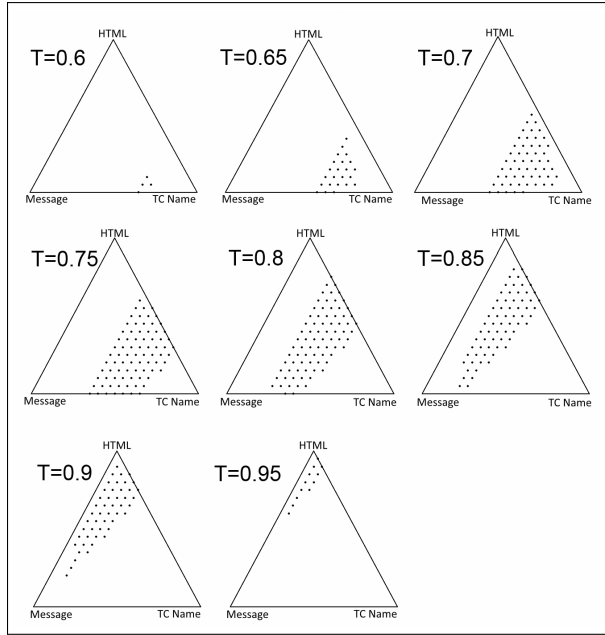 HTML
T=0.6
Message TC Name
HTML
T=0.65
Message TC Name
HTML
T=0.7
Message TC Name
HTML
T=0.75
Message TC Name
HTML
T=0.8
Message TC Name
HTML
T=0.85
Message TC Name
HTML
T=0.9
Message TC Name
HTML
T=0.95
Message TC Name